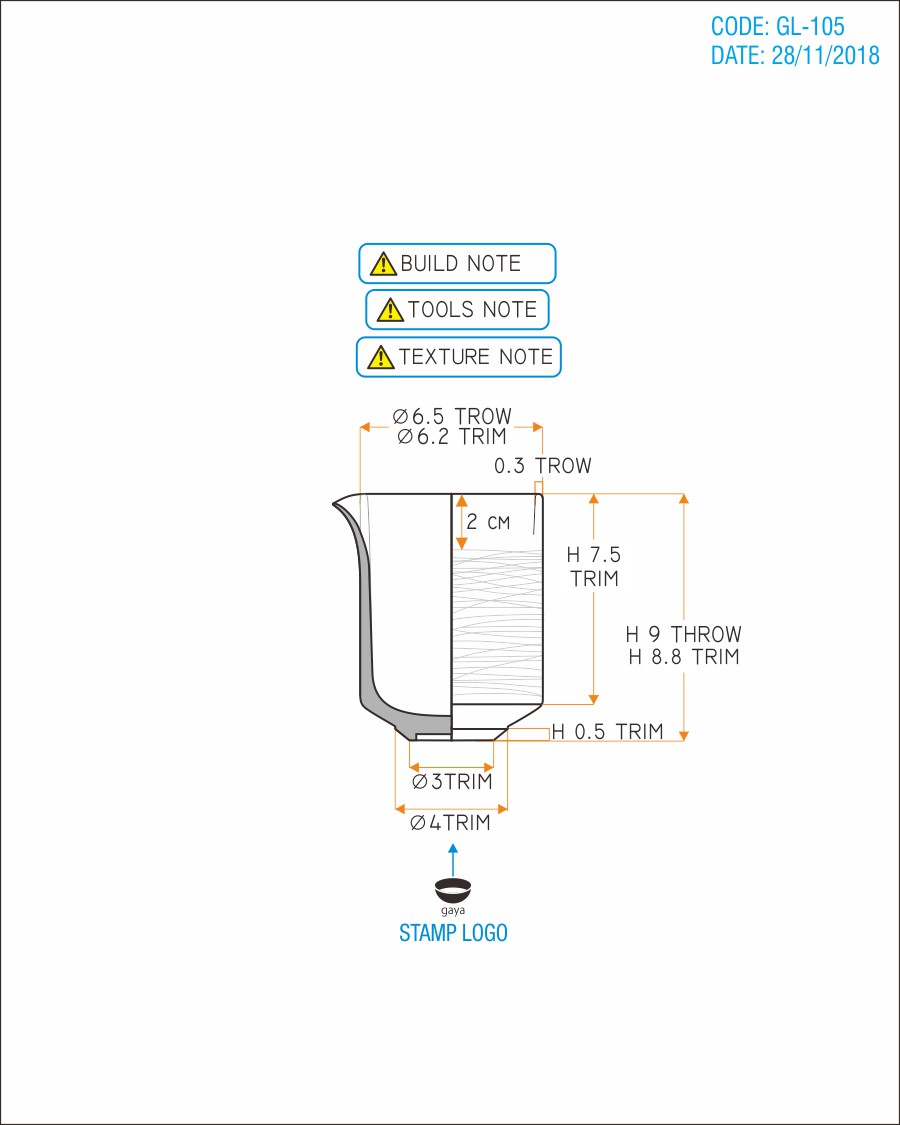 CODE: GL-105
DATE: 28/11/2018
BUILD NOTE
TOOLS NOTE
TEXTURE NOTE
Ø6.5 TROW
Ø6.2 TRIM
0.3 TROW
2 CM
H 7.5
TRIM
H 9 THROW
H 8.8 TRIM
H 0.5 TRIM
Ø3TRIM
Ø4TRIM
gaya
STAMP LOGO